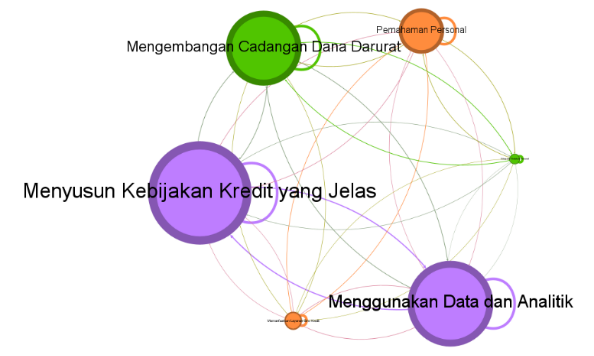 Pemahaman Personal
Mengembangan Cadangan Dana Darurat
Menyusun Kebijakan Kredit yang Jelas
Menggunakan Data dan Analitik